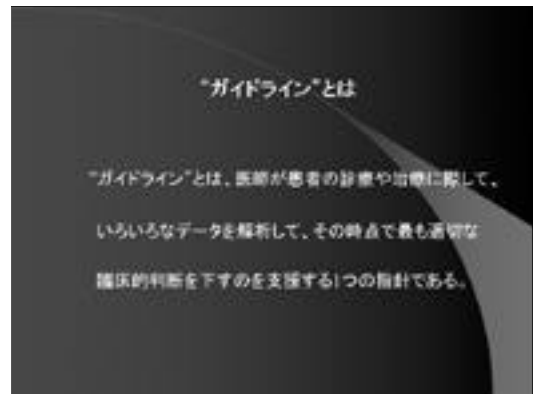 “ガイドライン”とは
“ガイドライン”とは、医師が患者の診療や治療に際して、
いろいろなデータを解析して、その時点で最も適切な
臨床的判断を下すのを支援する1つの指針である。